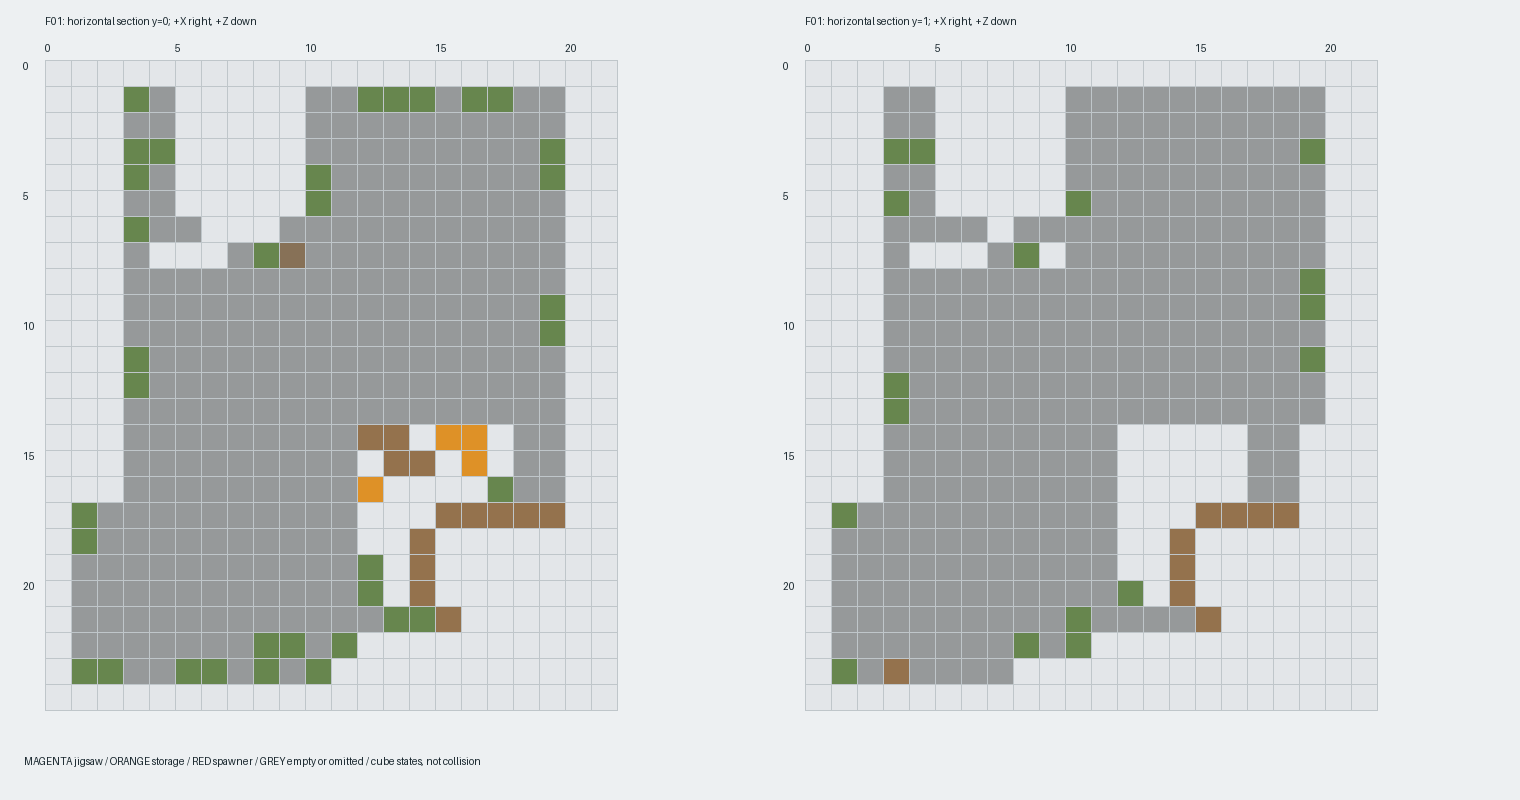 F01: horizontal section y=0; +X right, +Z down
0 5 10 15 20
0
5
10
15
20
F01: horizontal section y=1; +X right, +Z down
0 5 10 15 20
0
5
10
15
20
MAGENTA jigsaw / ORANGE storage / RED spawner / GREY empty or omitted / cube states, not collision